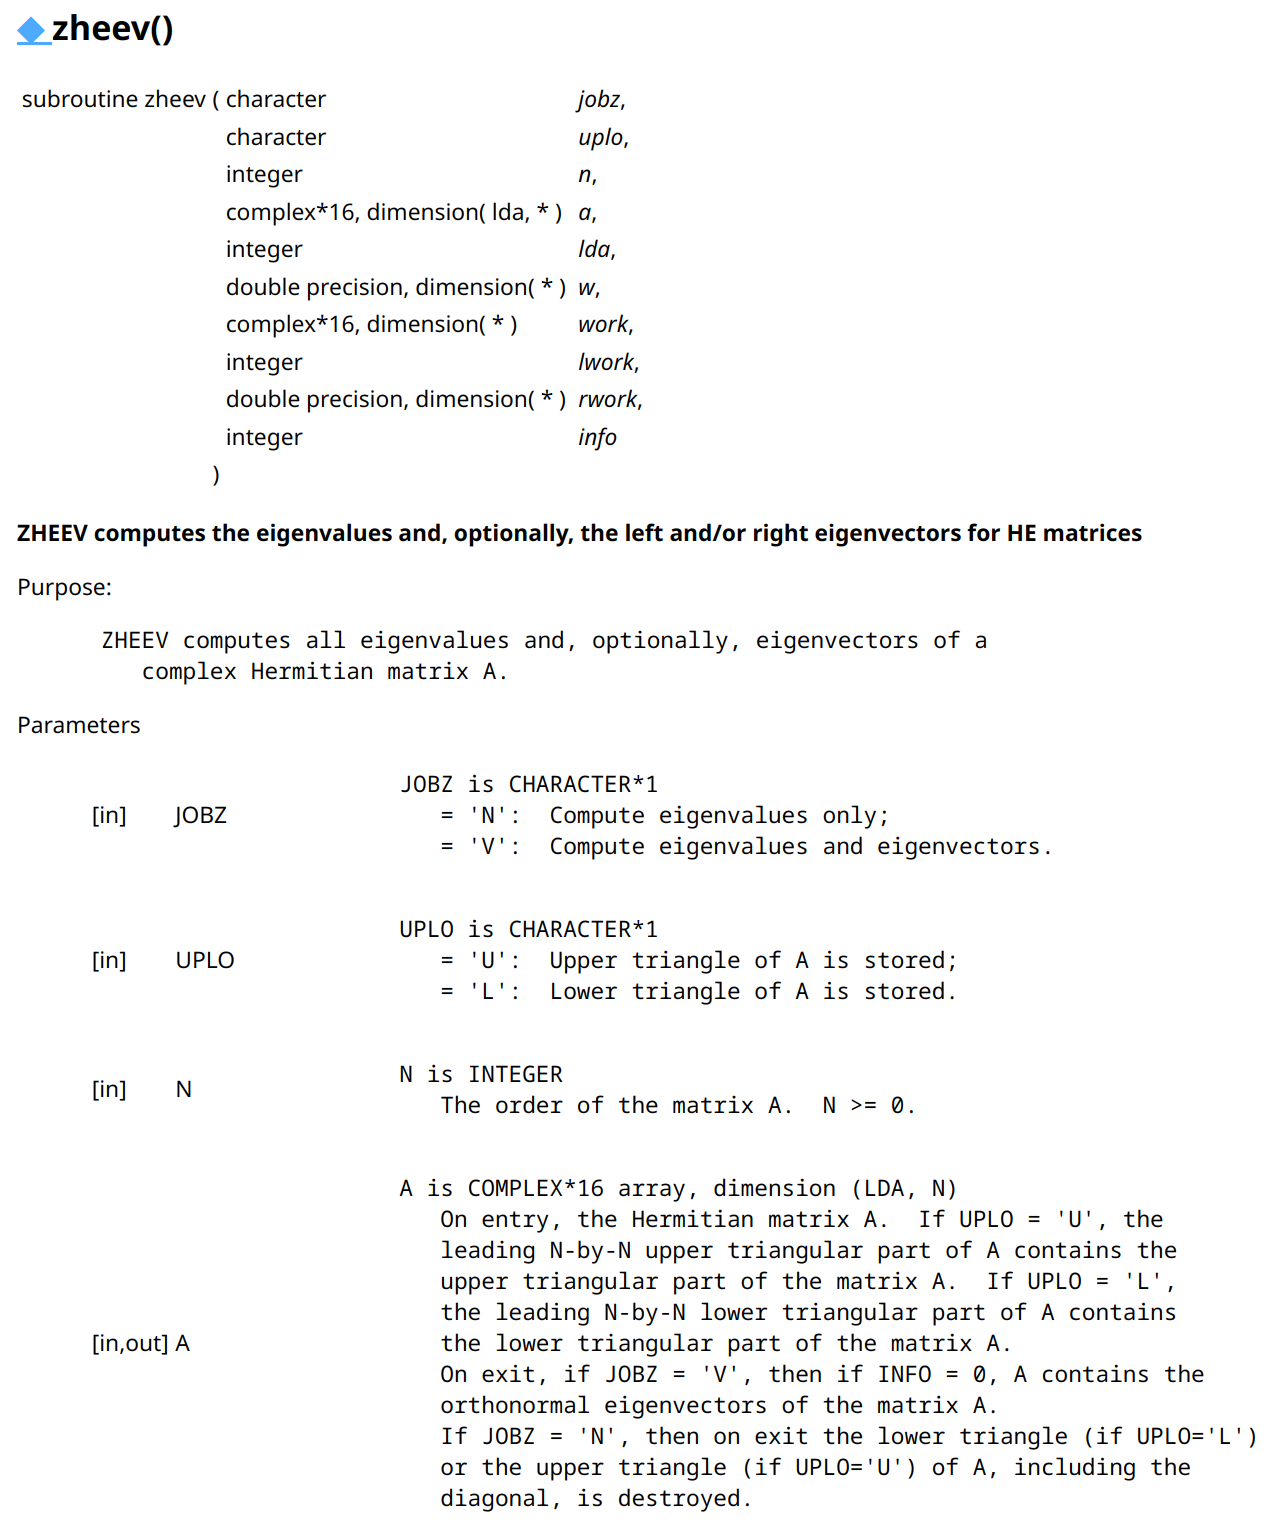 ◆ zheev()
subroutine zheev ( character jobz,
character uplo,
integer n,
complex*16, dimension( lda, * ) a,
integer lda,
double precision, dimension( * ) w,
complex*16, dimension( * ) work,
integer lwork,
double precision, dimension( * ) rwork,
integer info
)
ZHEEV computes the eigenvalues and, optionally, the left and/or right eigenvectors for HE matrices
Purpose:
ZHEEV computes all eigenvalues and, optionally, eigenvectors of a
complex Hermitian matrix A.
Parameters
JOBZ is CHARACTER*1
[in] JOBZ = 'N':  Compute eigenvalues only;
= 'V':  Compute eigenvalues and eigenvectors.
UPLO is CHARACTER*1
[in] UPLO = 'U':  Upper triangle of A is stored;
= 'L':  Lower triangle of A is stored.
N is INTEGER
[in] N
The order of the matrix A.  N >= 0.
A is COMPLEX*16 array, dimension (LDA, N)
On entry, the Hermitian matrix A.  If UPLO = 'U', the
leading N-by-N upper triangular part of A contains the
upper triangular part of the matrix A.  If UPLO = 'L',
the leading N-by-N lower triangular part of A contains
[in,out] A the lower triangular part of the matrix A.
On exit, if JOBZ = 'V', then if INFO = 0, A contains the
orthonormal eigenvectors of the matrix A.
If JOBZ = 'N', then on exit the lower triangle (if UPLO='L')
or the upper triangle (if UPLO='U') of A, including the
diagonal, is destroyed.